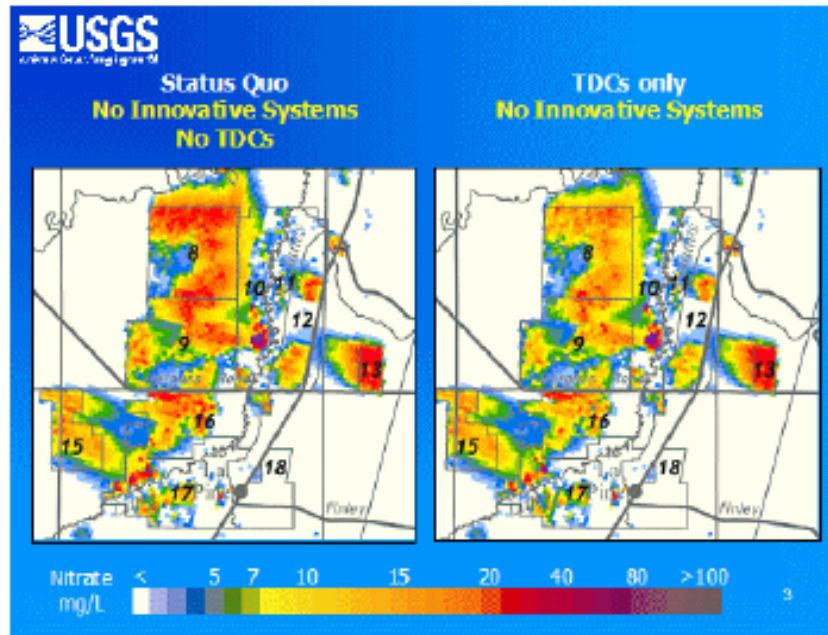 USGS
Status Quo
No Innovative Systems
No TDCs
TDCs only
No Innovative Systems
8
10
11
12
9
13
16
15
18
17
Finley
8
10
11
12
9
13
16
15
18
17
Finley
Nitrate < 5 7 10 15 20 40 80 >100
mg/L